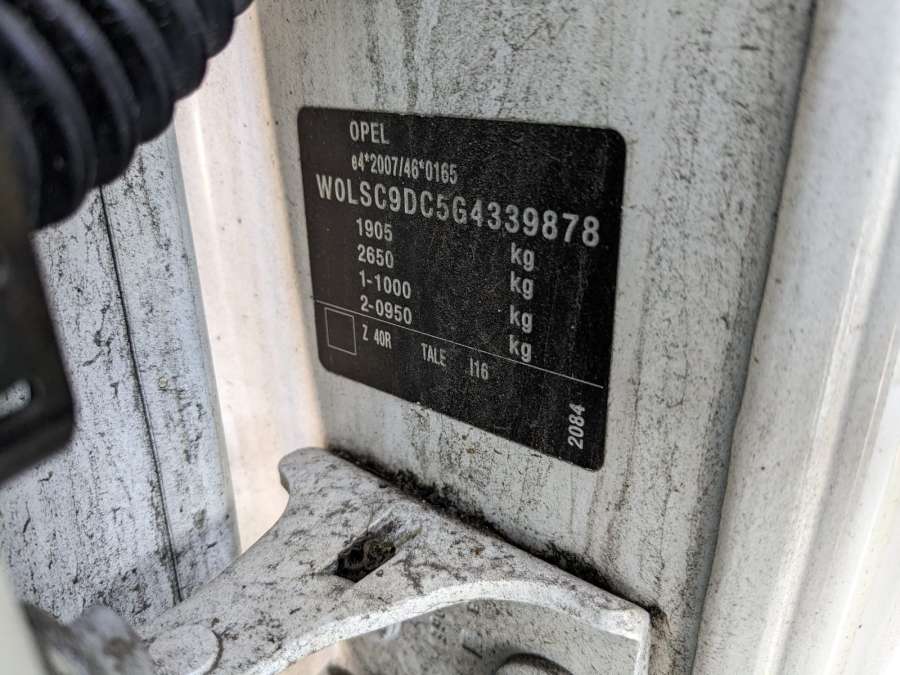 OPEL
e4*2007/46*0165
W0LSC9DC5G4339878
1905 kg
2650 kg
1-1000 kg
2-0950 kg
Z 40R TALE I16
2084